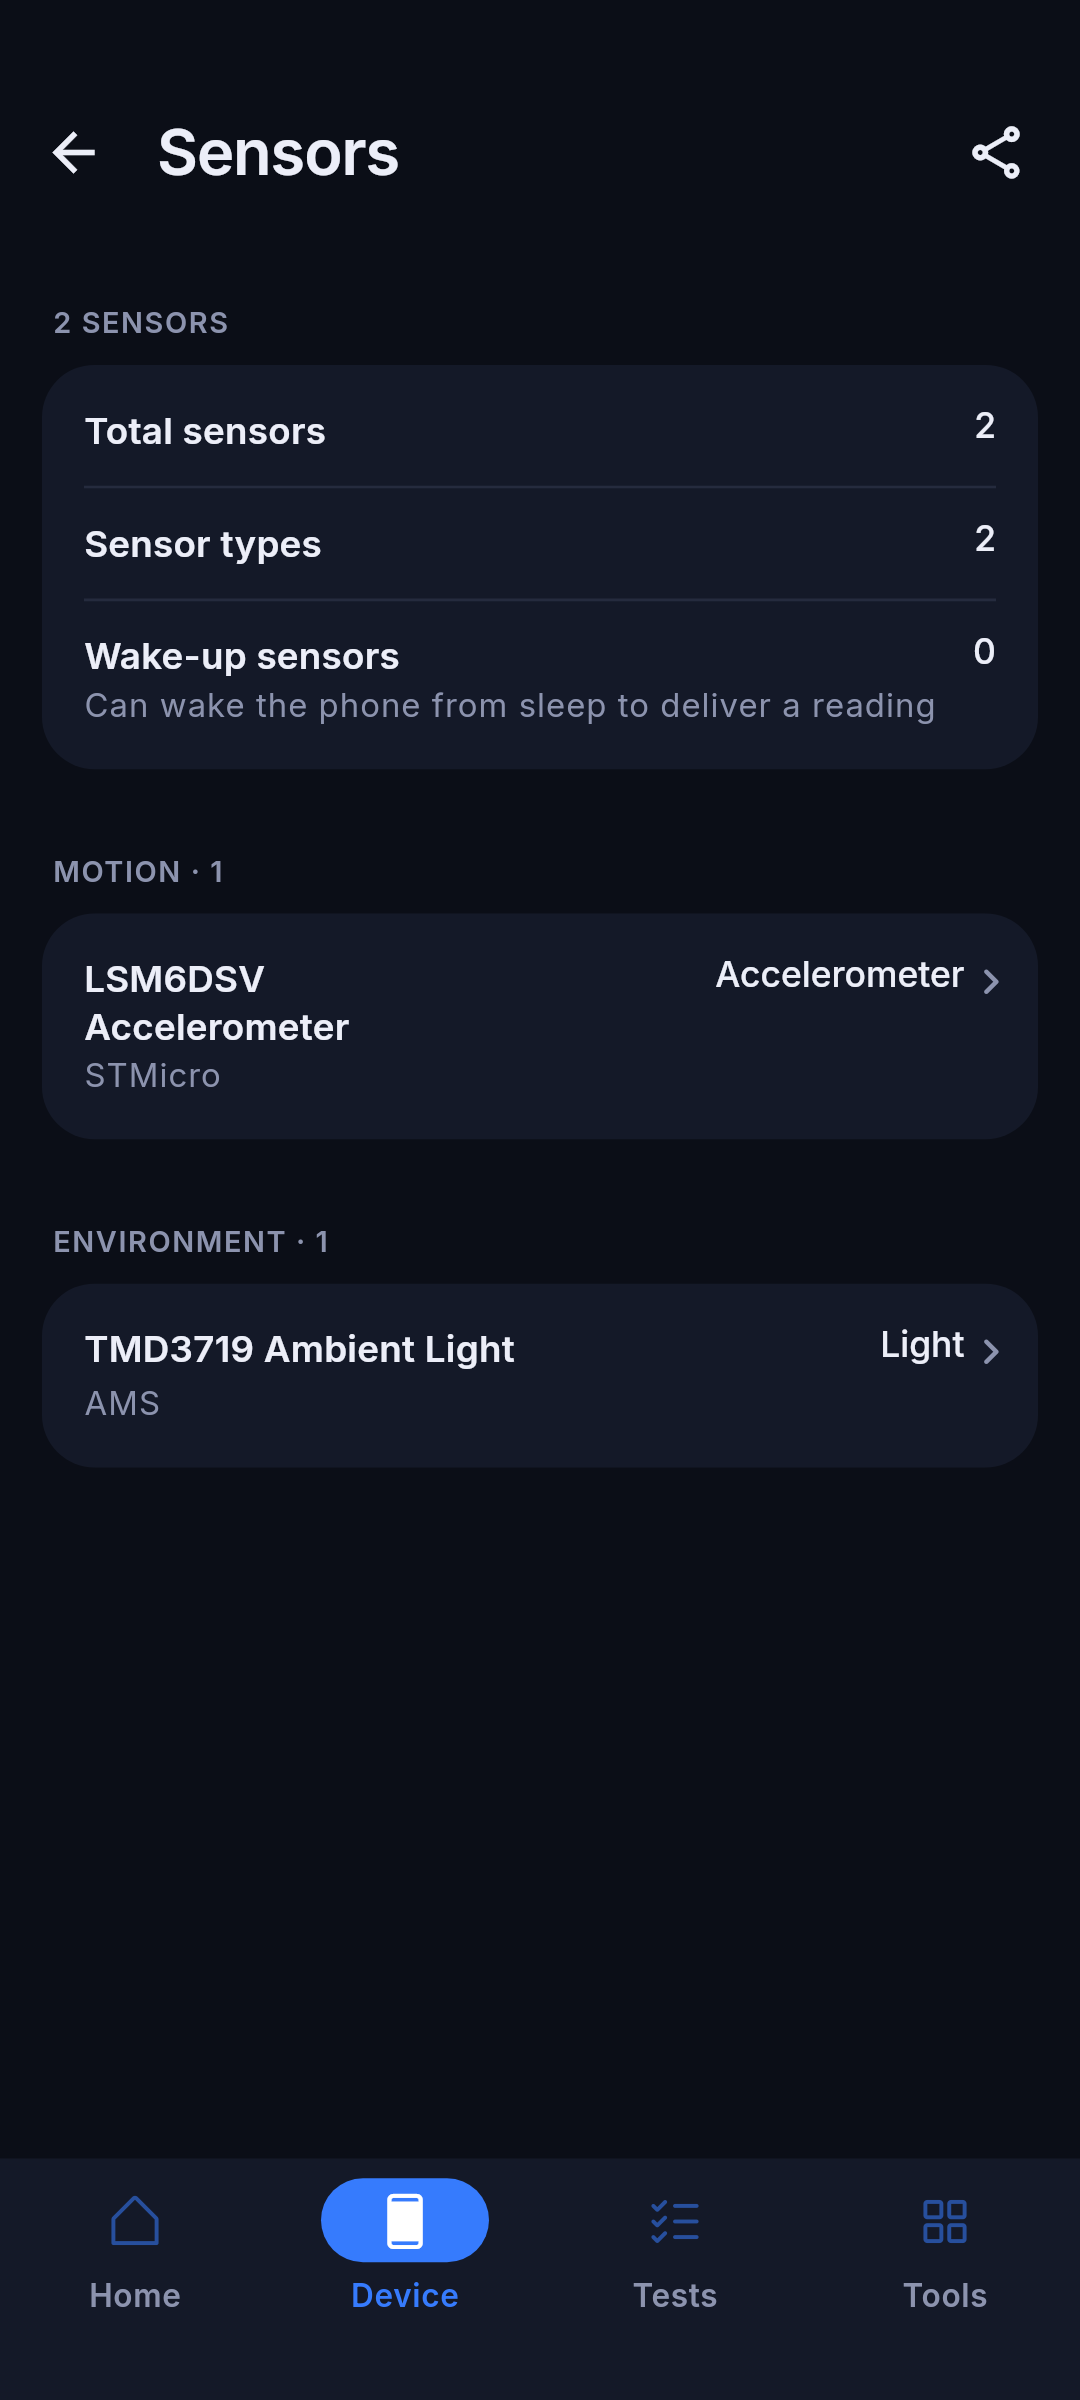 Sensors
2 SENSORS
Total sensors 2
Sensor types 2
Wake-up sensors 0
Can wake the phone from sleep to deliver a reading
MOTION · 1
LSM6DSV Accelerometer
Accelerometer
STMicro
ENVIRONMENT · 1
TMD3719 Ambient Light Light
AMS
Home Device Tests Tools